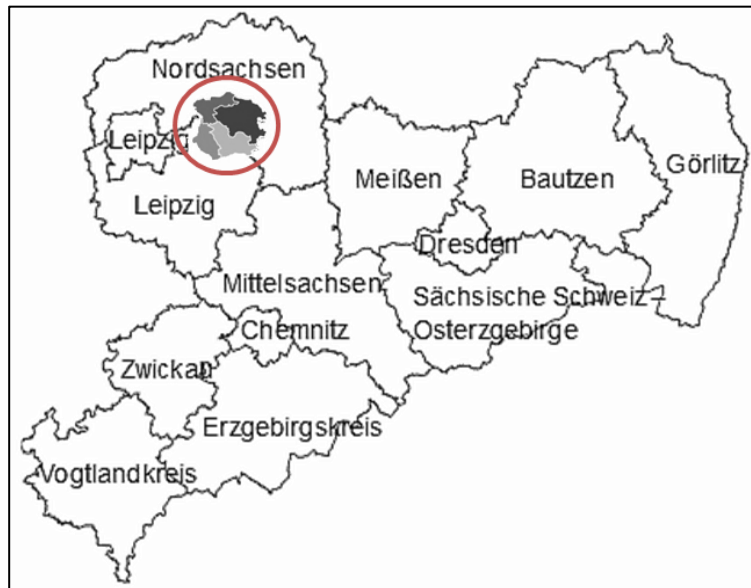 Nordsachsen
Leipzig
Leipzig
Meißen
Bautzen
Görlitz
Dresden
Mittelsachsen
Sächsische Schweiz–
Osterzgebirge
Chemnitz
Zwickau
Erzgebirgskreis
Vogtlandkreis